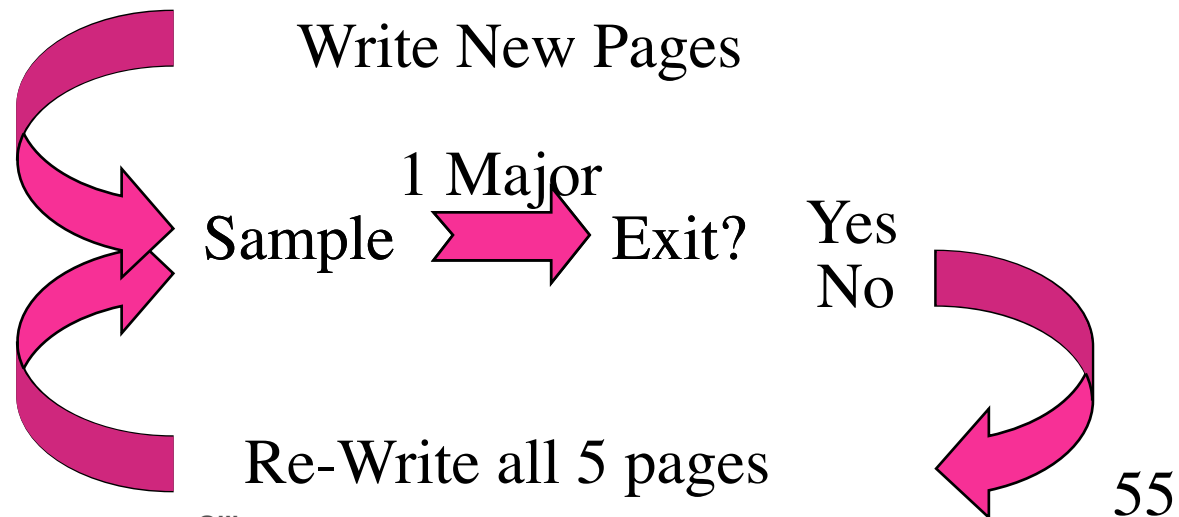 Write New Pages
1 Major
Sample
Exit?
Yes
No
Re-Write all 5 pages
55